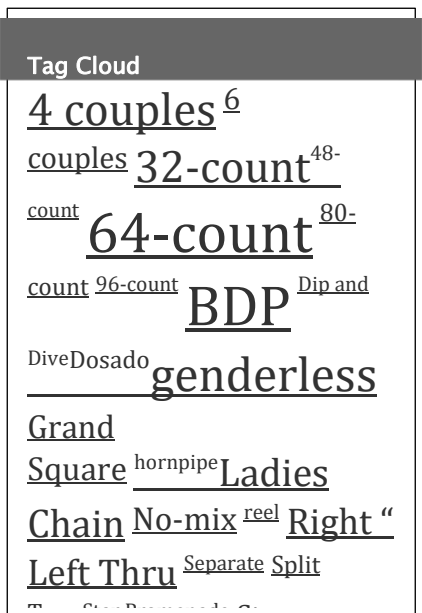 Tag Cloud
4 couples 6
couples 32-count 48-
count 64-count 80-
count 96-count BDP Dip and
Dive Dosado genderless
Grand
Square hornpipe Ladies
Chain No-mix reel Right “
Left Thru Separate Split